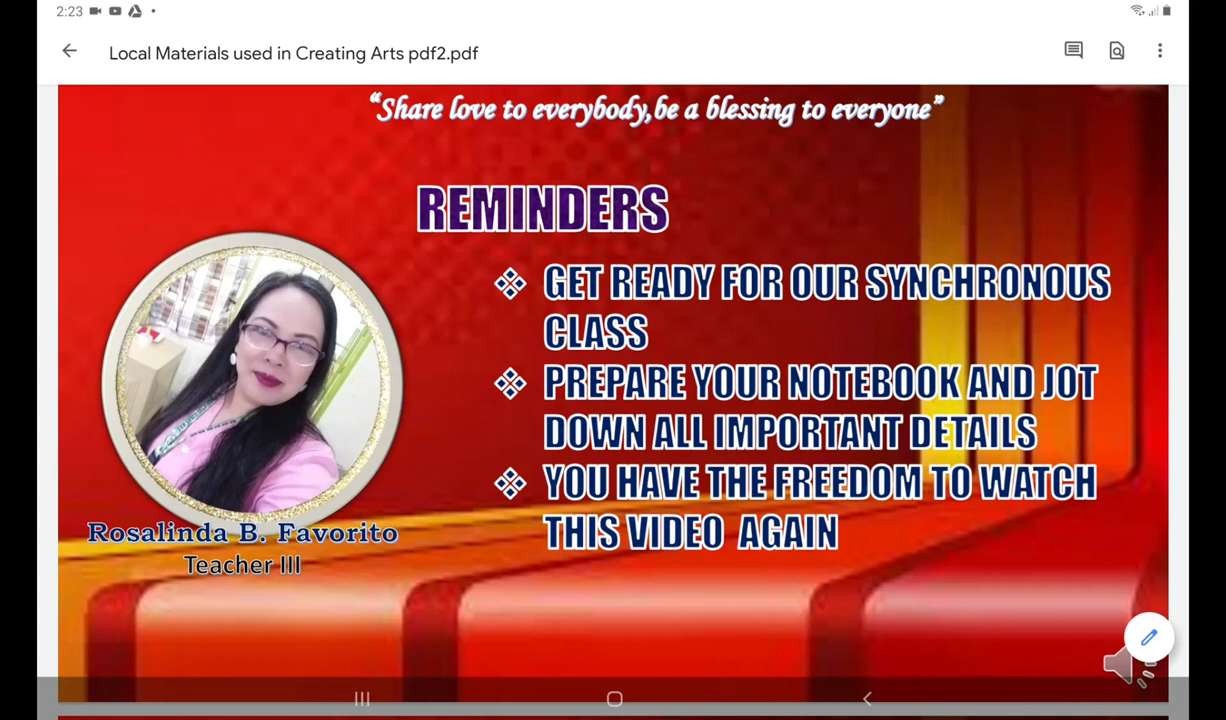 2:23
Local Materials used in Creating Arts pdf2.pdf
“Share love to everybody,be a blessing to everyone”
REMINDERS
GET READY FOR OUR SYNCHRONOUS
CLASS
PREPARE YOUR NOTEBOOK AND JOT
DOWN ALL IMPORTANT DETAILS
YOU HAVE THE FREEDOM TO WATCH
THIS VIDEO AGAIN
Rosalinda B. Favorito
Teacher III